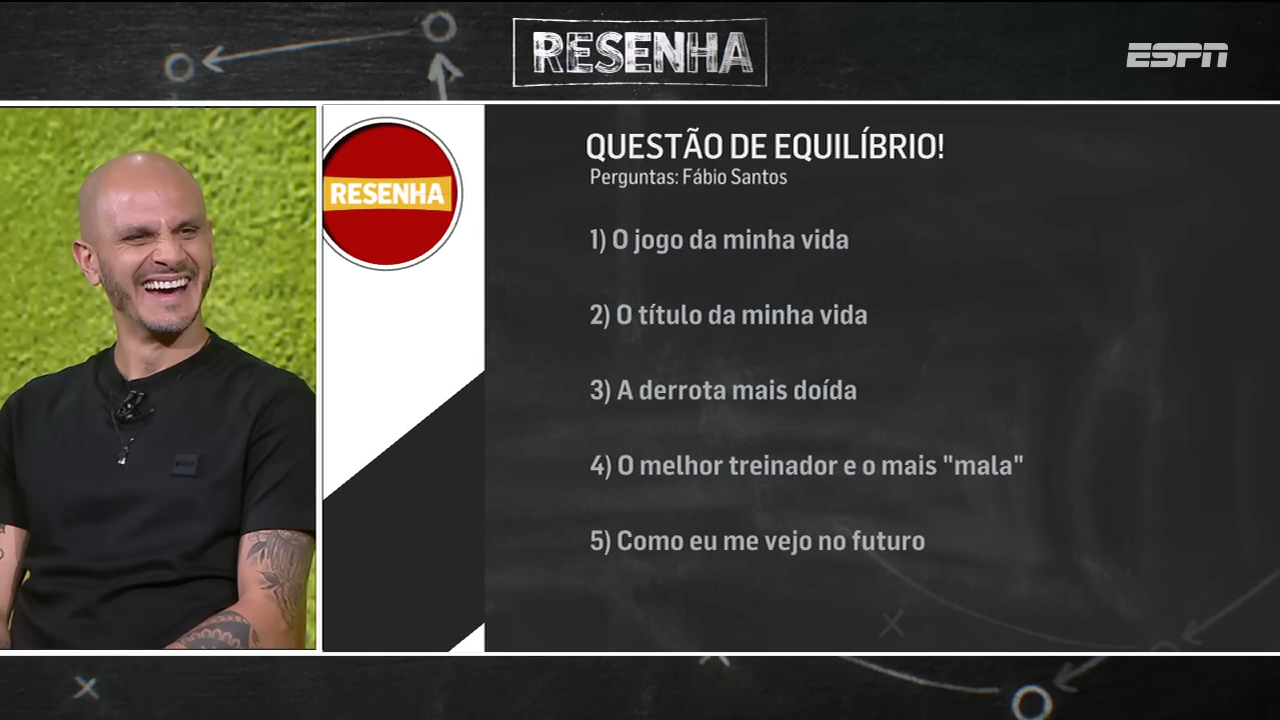 RESENHA
ESPN
RESENHA
QUESTÃO DE EQUILÍBRIO!
Perguntas: Fábio Santos
1) O jogo da minha vida
2) O título da minha vida
3) A derrota mais doída
4) O melhor treinador e o mais "mala"
5) Como eu me vejo no futuro